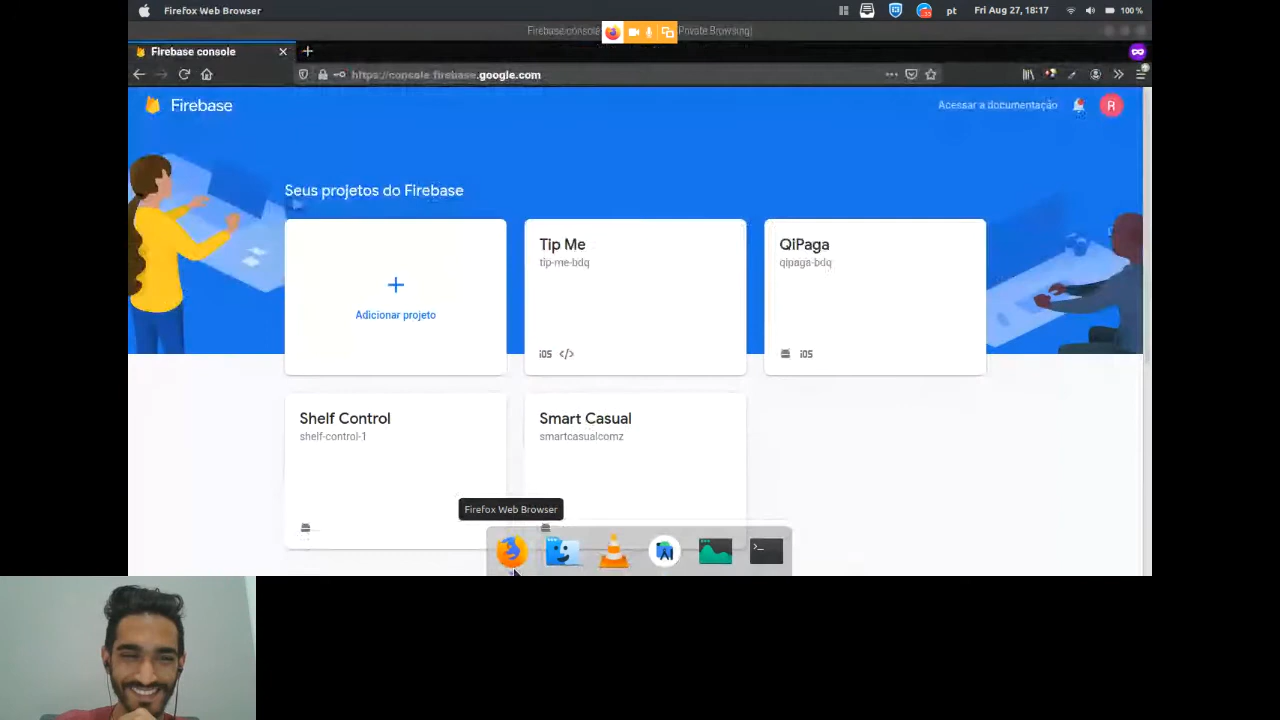 Firefox Web Browser
pt
Fri Aug 27, 18:17
100 %
Firebase console
Private Browsing)
Firebase console
https://console.firebase.google.com
Firebase
Acessar a documentação
R
Seus projetos do Firebase
Adicionar projeto
Tip Me
tip-me-bdq
iOS </>
QiPaga
qipaga-bdq
iOS
Shelf Control
shelf-control-1
Smart Casual
smartcasualcomz
Firefox Web Browser